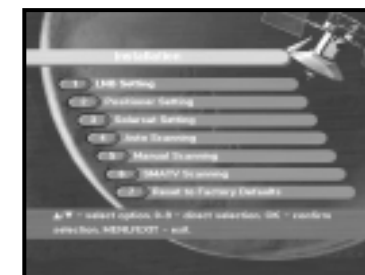 Installation
1 LNB Setting
2 Positioner Setting
3 Solarsat Setting
4 Auto Scanning
5 Manual Scanning
6 SMATV Scanning
7 Reset to Factory Defaults
▲/▼ - select option, 0-9 - direct selection, OK - confirm
selection, MENU/EXIT - exit.